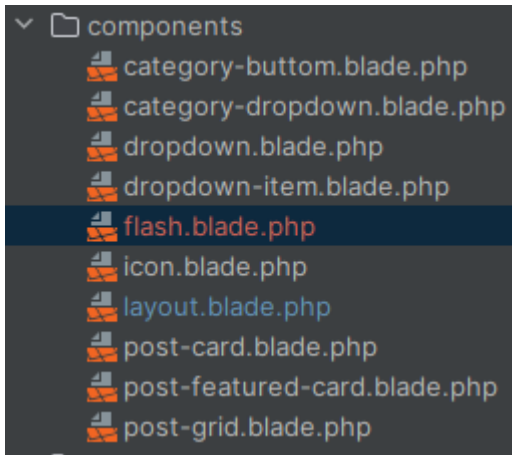 components
category-buttom.blade.php
category-dropdown.blade.php
dropdown.blade.php
dropdown-item.blade.php
flash.blade.php
icon.blade.php
layout.blade.php
post-card.blade.php
post-featured-card.blade.php
post-grid.blade.php